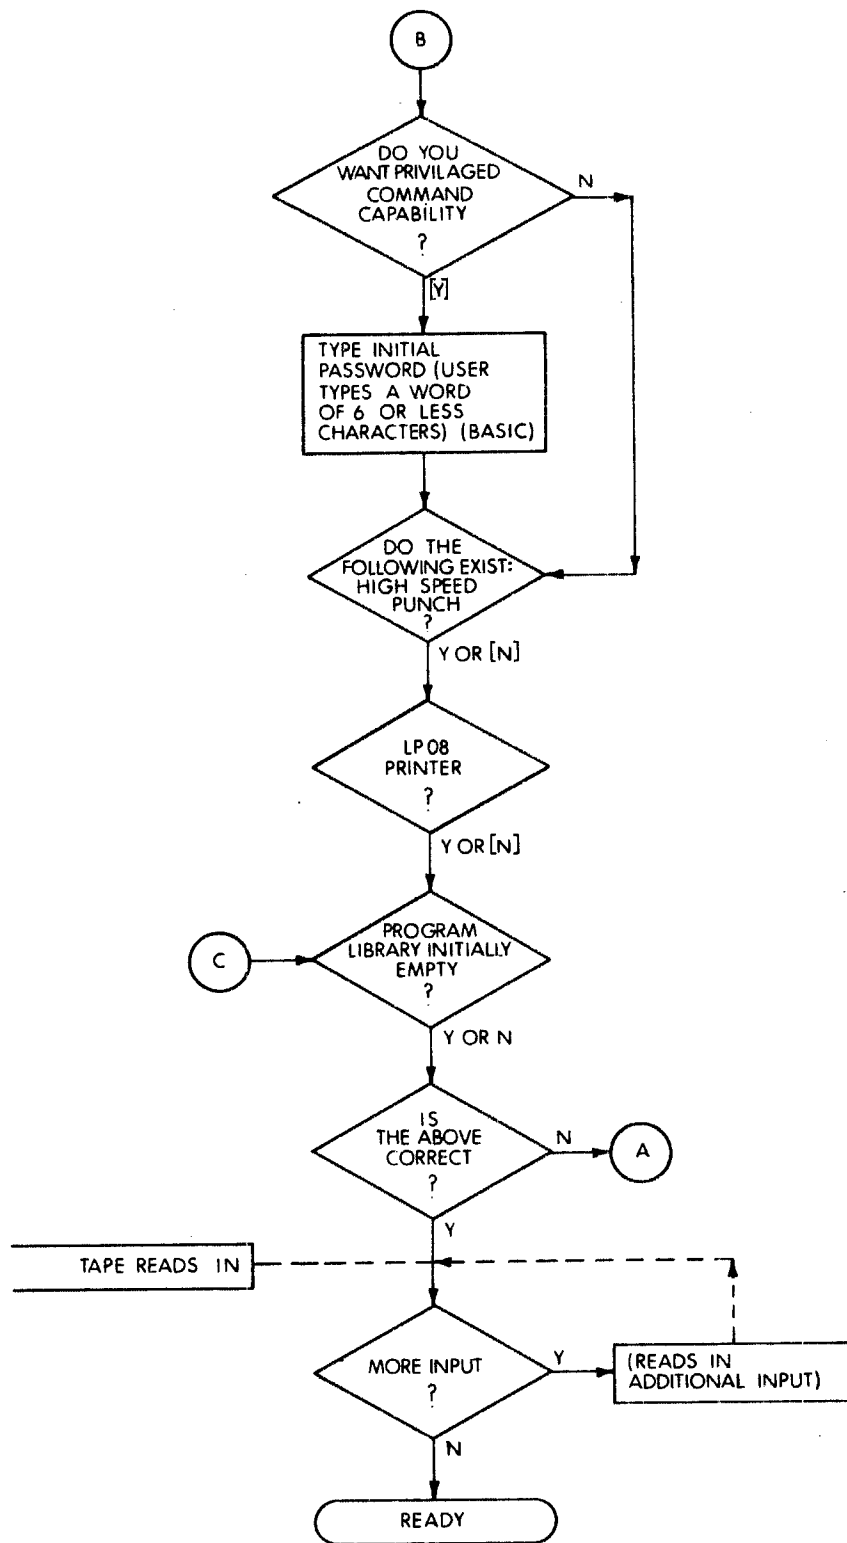 B
DO YOU
WANT PRIVILAGED
COMMAND
CAPABILITY
?
N
[Y]
TYPE INITIAL
PASSWORD (USER
TYPES A WORD
OF 6 OR LESS
CHARACTERS) (BASIC)
DO THE
FOLLOWING EXIST:
HIGH SPEED
PUNCH
?
Y OR [N]
LP08
PRINTER
?
Y OR [N]
C
PROGRAM
LIBRARY INITIALLY
EMPTY
?
Y OR N
IS
THE ABOVE
CORRECT
?
N
A
Y
TAPE READS IN
MORE INPUT
?
Y
(READS IN
ADDITIONAL INPUT)
N
READY